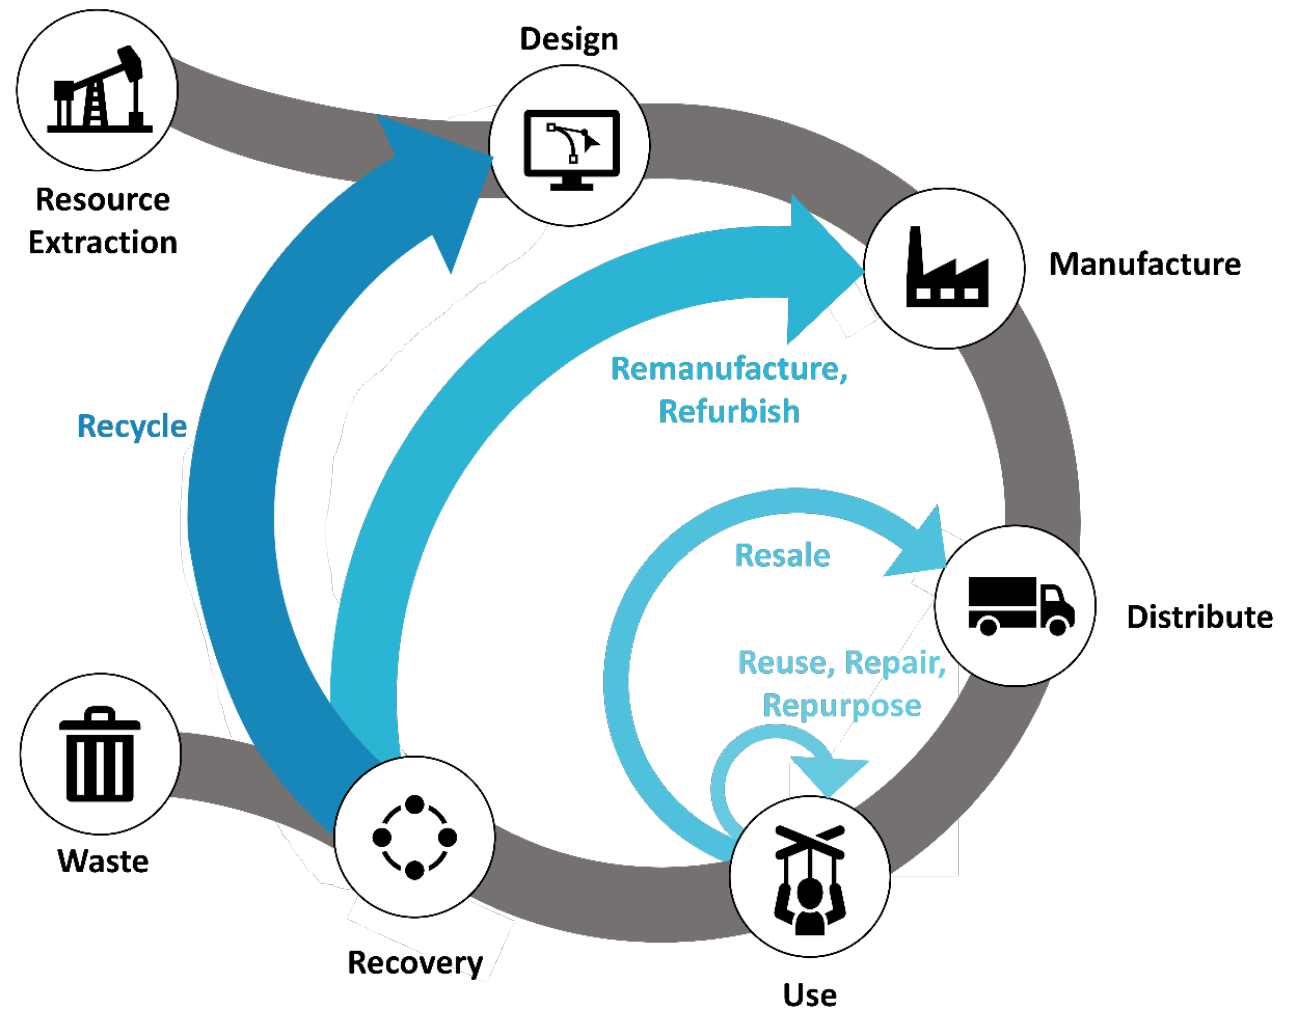 Design
Resource
Extraction
Manufacture
Remanufacture,
Refurbish
Recycle
Resale
Distribute
Reuse, Repair,
Repurpose
Waste
Recovery
Use